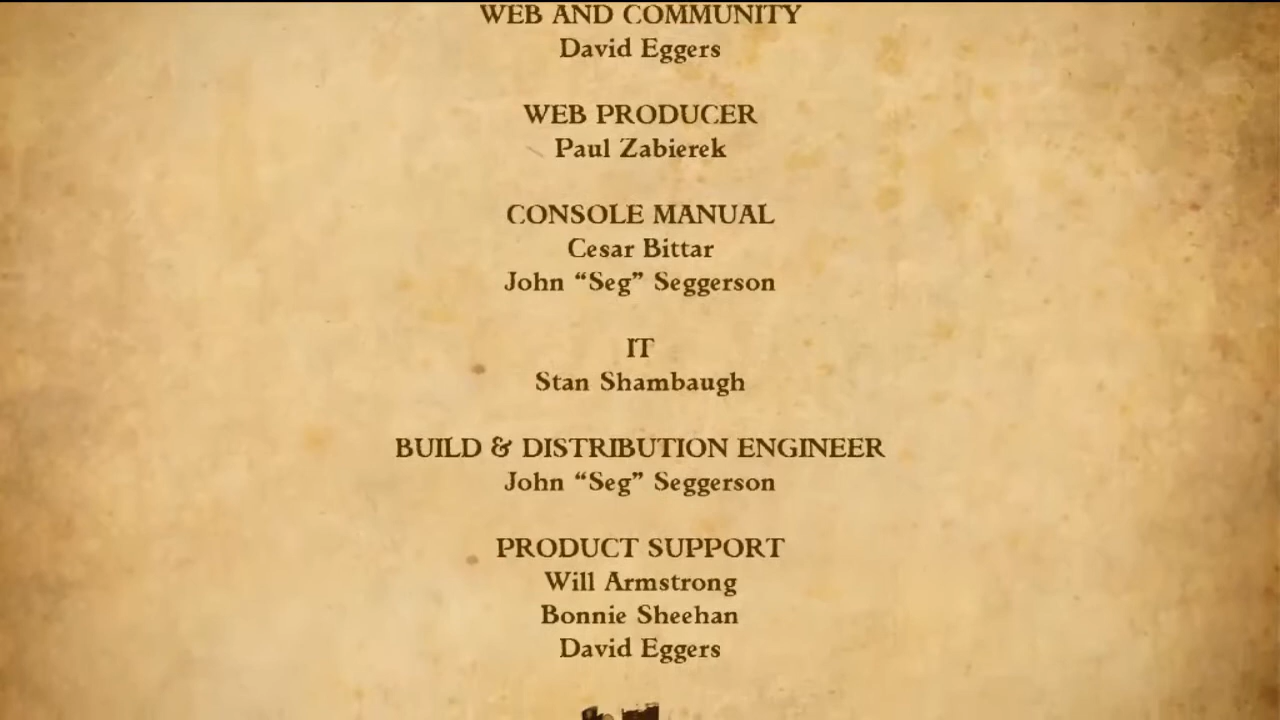 WEB AND COMMUNITY
David Eggers
WEB PRODUCER
Paul Zabierek
CONSOLE MANUAL
Cesar Bittar
John “Seg” Seggerson
IT
Stan Shambaugh
BUILD & DISTRIBUTION ENGINEER
John “Seg” Seggerson
PRODUCT SUPPORT
Will Armstrong
Bonnie Sheehan
David Eggers